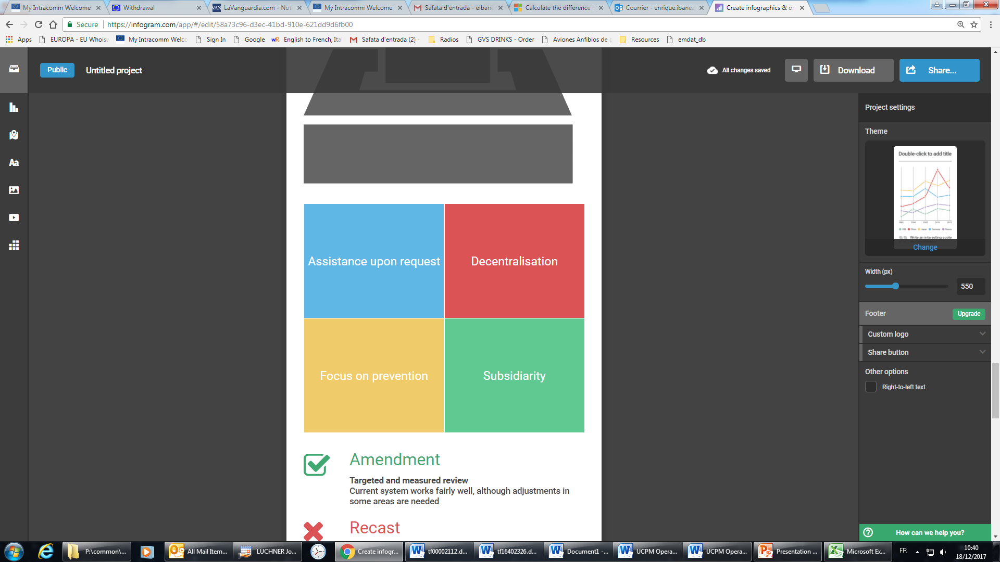 My Intracomm Welcome
Withdrawal
LaVanguardia.com - Not
My Intracomm Welcome
Safata d'entrada - eibane
Calculate the difference
Courrier - enrique.ibanez
Create infographics & on
Secure
https://infogram.com/app/#/edit/58a73c96-d3ec-41bd-910e-621dd9d6fb00
Apps
EUROPA - EU Whoisw
My Intracomm Welco
Sign In
Google
English to French, Ital
Safata d'entrada (2) -
Radios
GVS DRINKS - Order
Aviones Anfibios de g
Resources
emdat_db
Public
Untitled project
All changes saved
Download
Share...
Aa
Project settings
Theme
Double-click to add title
Write an interesting quote
Change
Width (px)
550
Footer
Upgrade
Custom logo
Share button
Other options
Right-to-left text
Assistance upon request
Decentralisation
Focus on prevention
Subsidiarity
Amendment
Targeted and measured review
Current system works fairly well, although adjustments in
some areas are needed
Recast
How can we help you?
P:\common\...
All Mail Item...
LUCHNER Jo...
Create infogr...
tf00002112.d...
tf16402326.d...
Document1 -...
UCPM Opera...
UCPM Opera...
Presentation ...
Microsoft Ex...
FR
10:40
18/12/2017